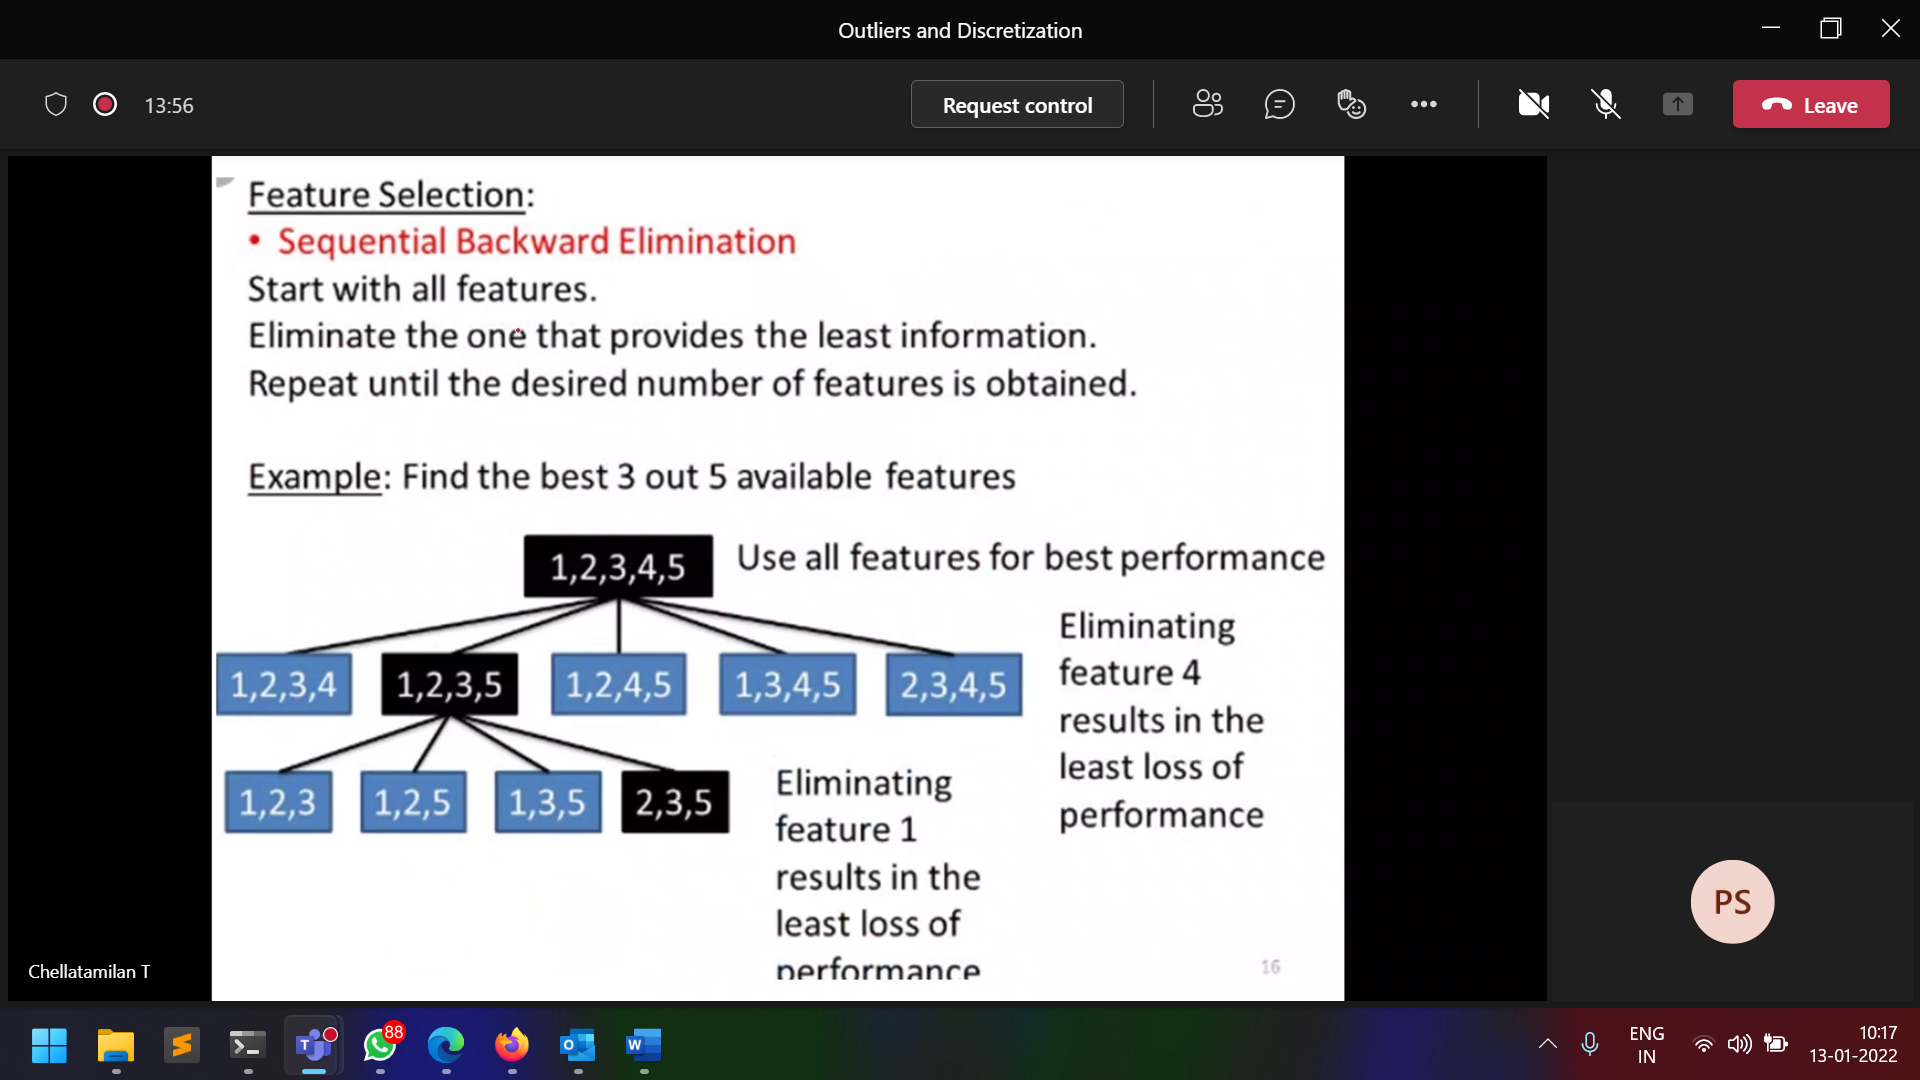 Outliers and Discretization
13:56
Request control
Leave
Feature Selection:
• Sequential Backward Elimination
Start with all features.
Eliminate the one that provides the least information.
Repeat until the desired number of features is obtained.
Example: Find the best 3 out 5 available features
1,2,3,4,5
Use all features for best performance
1,2,3,4
1,2,3,5
1,2,4,5
1,3,4,5
2,3,4,5
Eliminating
feature 4
results in the
least loss of
performance
1,2,3
1,2,5
1,3,5
2,3,5
Eliminating
feature 1
results in the
least loss of
performance
16
Chellatamilan T
PS
88
ENG
IN
10:17
13-01-2022